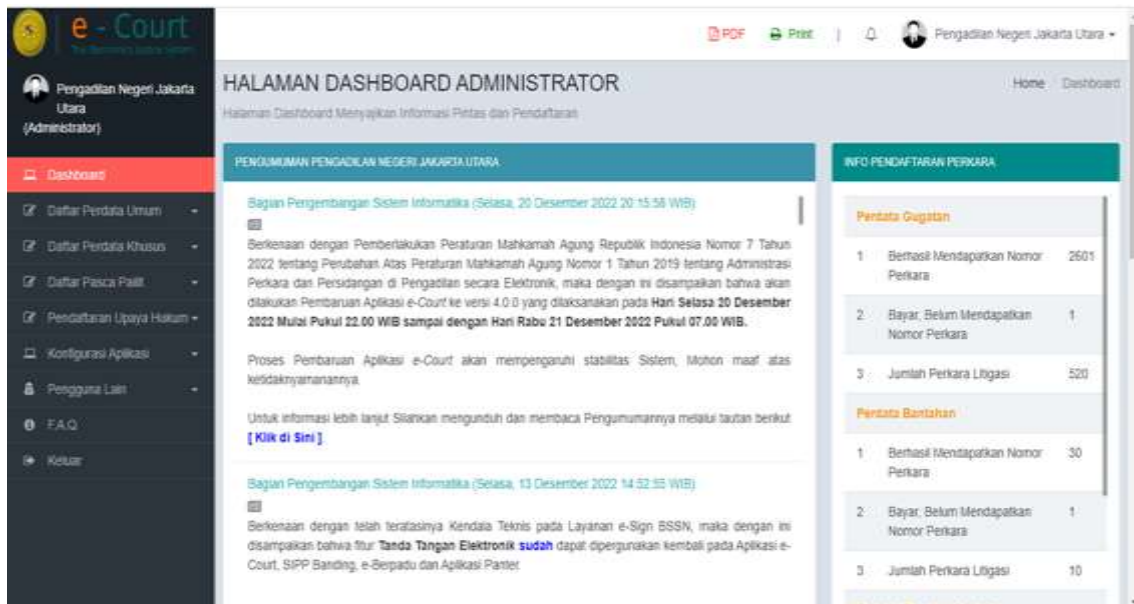 e - Court
PDF
Print
Pengadilan Negeri Jakarta Utara
Pengadilan Negeri Jakarta
Utara
(Administrator)
Dashboard
Daftar Perdata Umum
Daftar Perdata Khusus
Daftar Pasca Pailit
Pendaftaran Upaya Hukum
Konfigurasi Aplikasi
Pengguna Lain
F.A.Q
Keluar
HALAMAN DASHBOARD ADMINISTRATOR
Home Dashboard
Halaman Dashboard Menyajikan Informasi Pintas dan Pendaftaran
PENGUMUMAN PENGADILAN NEGERI JAKARTA UTARA
Bagian Pengembangan Sistem Informatika (Selasa, 20 Desember 2022 20:15:58 WIB)
Berkenaan dengan Pemberlakukan Peraturan Mahkamah Agung Republik Indonesia Nomor 7 Tahun
2022 tentang Perubahan Atas Peraturan Mahkamah Agung Nomor 1 Tahun 2019 tentang Administrasi
Perkara dan Persidangan di Pengadilan secara Elektronik, maka dengan ini disampaikan bahwa akan
dilakukan Pembaruan Aplikasi e-Court ke versi 4.0.0 yang dilaksanakan pada Hari Selasa 20 Desember
2022 Mulai Pukul 22.00 WIB sampai dengan Hari Rabu 21 Desember 2022 Pukul 07.00 WIB.
Proses Pembaruan Aplikasi e-Court akan mempengaruhi stabilitas Sistem, Mohon maaf atas
ketidaknyamanannya.
Untuk informasi lebih lanjut Silahkan mengunduh dan membaca Pengumumannya melalui tautan berikut
[ Klik di Sini ]
Bagian Pengembangan Sistem Informatika (Selasa, 13 Desember 2022 14:52:55 WIB)
Berkenaan dengan telah teratasinya Kendala Teknis pada Layanan e-Sign BSSN, maka dengan ini
disampaikan bahwa fitur Tanda Tangan Elektronik sudah dapat dipergunakan kembali pada Aplikasi e-
Court, SIPP Banding, e-Berpadu dan Aplikasi Panter.
INFO PENDAFTARAN PERKARA
Perdata Gugatan
1 Berhasil Mendapatkan Nomor 2601
Perkara
2 Bayar, Belum Mendapatkan 1
Nomor Perkara
3 Jumlah Perkara Litigasi 520
Perdata Bantahan
1 Berhasil Mendapatkan Nomor 30
Perkara
2 Bayar, Belum Mendapatkan 1
Nomor Perkara
3 Jumlah Perkara Litigasi 10